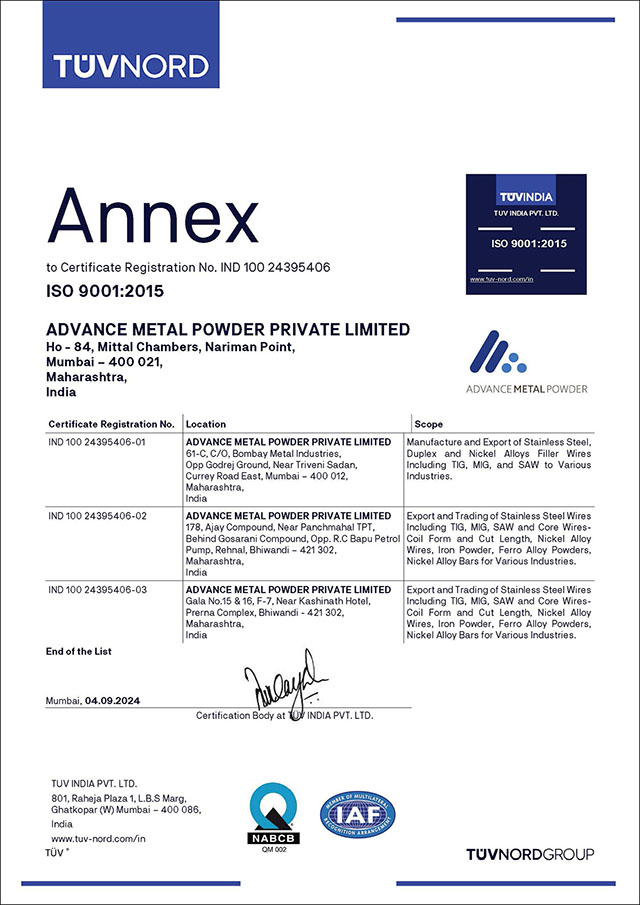 TÜVNORD
Annex
to Certificate Registration No. IND 100 24395406
ISO 9001:2015
TÜVINDIA
TUV INDIA PVT. LTD.
ISO 9001:2015
www.tuv-nord.com/in
ADVANCE METAL POWDER PRIVATE LIMITED
Ho - 84, Mittal Chambers, Nariman Point,
Mumbai – 400 021,
Maharashtra,
India
ADVANCE METAL POWDER
Certificate Registration No. Location Scope
IND 100 24395406-01
ADVANCE METAL POWDER PRIVATE LIMITED
61-C, C/O, Bombay Metal Industries,
Opp Godrej Ground, Near Triveni Sadan,
Currey Road East, Mumbai – 400 012,
Maharashtra,
India
Manufacture and Export of Stainless Steel,
Duplex and Nickel Alloys Filler Wires
Including TIG, MIG, and SAW to Various
Industries.
IND 100 24395406-02
ADVANCE METAL POWDER PRIVATE LIMITED
178, Ajay Compound, Near Panchmahal TPT,
Behind Gosarani Compound, Opp. R.C Bapu Petrol
Pump, Rehnal, Bhiwandi – 421 302,
Maharashtra,
India
Export and Trading of Stainless Steel Wires
Including TIG, MIG, SAW and Core Wires-
Coil Form and Cut Length, Nickel Alloy
Wires, Iron Powder, Ferro Alloy Powders,
Nickel Alloy Bars for Various Industries.
IND 100 24395406-03
ADVANCE METAL POWDER PRIVATE LIMITED
Gala No.15 & 16, F-7, Near Kashinath Hotel,
Prerna Complex, Bhiwandi - 421 302,
Maharashtra,
India
Export and Trading of Stainless Steel Wires
Including TIG, MIG, SAW and Core Wires-
Coil Form and Cut Length, Nickel Alloy
Wires, Iron Powder, Ferro Alloy Powders,
Nickel Alloy Bars for Various Industries.
End of the List
Mumbai, 04.09.2024
Certification Body at TÜV INDIA PVT. LTD.
TUV INDIA PVT. LTD.
801, Raheja Plaza 1, L.B.S Marg,
Ghatkopar (W) Mumbai – 400 086,
India
www.tuv-nord.com/in
TÜV ®
NABCB
QM 002
MEMBER OF MULTILATERAL
IAF
RECOGNITION ARRANGEMENT
TÜVNORDGROUP